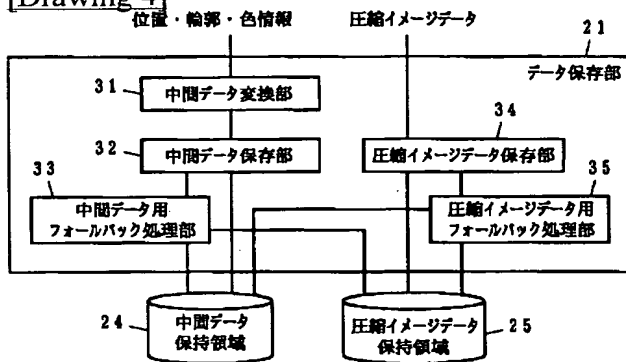 [Drawing 4]
位置・輪郭・色情報
圧縮イメージデータ
21
データ保存部
31
中間データ変換部
32
中間データ保存部
34
圧縮イメージデータ保存部
33
中間データ用
フォールバック処理部
35
圧縮イメージデータ用
フォールバック処理部
24
中間データ
保持領域
圧縮イメージデータ
保持領域
25